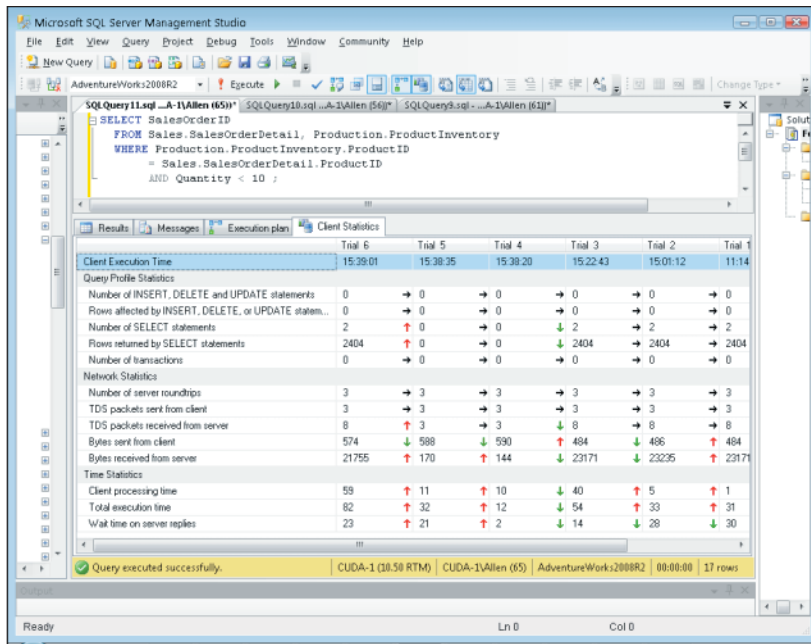 Microsoft SQL Server Management Studio
File Edit View Query Project Debug Tools Window Community Help
New Query
AdventureWorks2008R2 Execute Change Type
SQLQuery11.sql ...A-1\Allen (65))* SQLQuery10.sql ...A-1\Allen (56))* SQLQuery9.sql - ...A-1\Allen (61))*
SELECT SalesOrderID
FROM Sales.SalesOrderDetail, Production.ProductInventory
WHERE Production.ProductInventory.ProductID
= Sales.SalesOrderDetail.ProductID
AND Quantity < 10 ;
Solut
Results Messages Execution plan Client Statistics
Trial 6 Trial 5 Trial 4 Trial 3 Trial 2 Trial 1
Client Execution Time 15:39:01 15:38:35 15:38:20 15:22:43 15:01:12 11:14
Query Profile Statistics
Number of INSERT, DELETE and UPDATE statements 0 → 0 → 0 → 0 → 0 → 0
Rows affected by INSERT, DELETE, or UPDATE statem... 0 → 0 → 0 → 0 → 0 → 0
Number of SELECT statements 2 ↑ 0 → 0 ↓ 2 → 2 → 2
Rows returned by SELECT statements 2404 ↑ 0 → 0 ↓ 2404 → 2404 → 2404
Number of transactions 0 → 0 → 0 → 0 → 0 → 0
Network Statistics
Number of server roundtrips 3 → 3 → 3 → 3 → 3 → 3
TDS packets sent from client 3 → 3 → 3 → 3 → 3 → 3
TDS packets received from server 8 ↑ 3 → 3 ↓ 8 → 8 → 8
Bytes sent from client 574 ↓ 588 ↓ 590 ↑ 484 ↓ 486 ↑ 484
Bytes received from server 21755 ↑ 170 ↑ 144 ↓ 23171 ↓ 23235 ↑ 23171
Time Statistics
Client processing time 59 ↑ 11 ↑ 10 ↓ 40 ↑ 5 ↑ 1
Total execution time 82 ↑ 32 ↑ 12 ↓ 54 ↑ 33 ↑ 31
Wait time on server replies 23 ↑ 21 ↑ 2 ↓ 14 ↓ 28 ↓ 30
Query executed successfully. CUDA-1 (10.50 RTM) CUDA-1\Allen (65) AdventureWorks2008R2 00:00:00 17 rows
Output
Ready Ln 0 Col 0